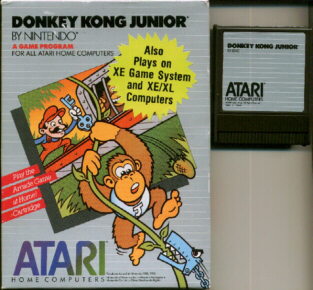 DONKEY KONG JUNIOR
BY NINTENDO®
A GAME PROGRAM
FOR ALL ATARI HOME COMPUTERS
Also
Plays on
XE Game System
and XE/XL
Computers
Play the
Arcade Game
at Home!
Cartridge
ATARI
HOME COMPUTERS
DONKEY KONG JUNIOR
ATARI
HOME COMPUTERS